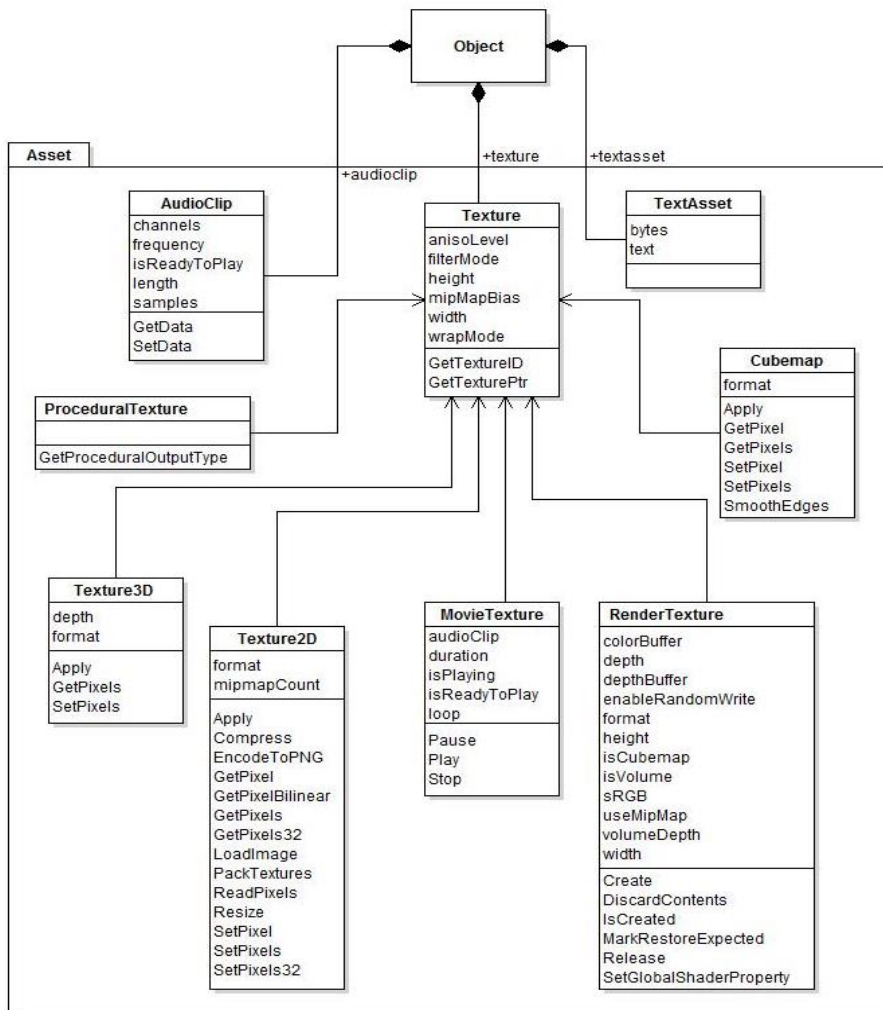 Object
Asset
+audioclip
+texture
+textasset
AudioClip
channels
frequency
isReadyToPlay
length
samples
GetData
SetData
Texture
anisoLevel
filterMode
height
mipMapBias
width
wrapMode
GetTextureID
GetTexturePtr
TextAsset
bytes
text
Cubemap
format
Apply
GetPixel
GetPixels
SetPixel
SetPixels
SmoothEdges
ProceduralTexture
GetProceduralOutputType
Texture3D
depth
format
Apply
GetPixels
SetPixels
Texture2D
format
mipmapCount
Apply
Compress
EncodeToPNG
GetPixel
GetPixelBilinear
GetPixels
GetPixels32
LoadImage
PackTextures
ReadPixels
Resize
SetPixel
SetPixels
SetPixels32
MovieTexture
audioClip
duration
isPlaying
isReadyToPlay
loop
Pause
Play
Stop
RenderTexture
colorBuffer
depth
depthBuffer
enableRandomWrite
format
height
isCubemap
isVolume
sRGB
useMipMap
volumeDepth
width
Create
DiscardContents
IsCreated
MarkRestoreExpected
Release
SetGlobalShaderProperty